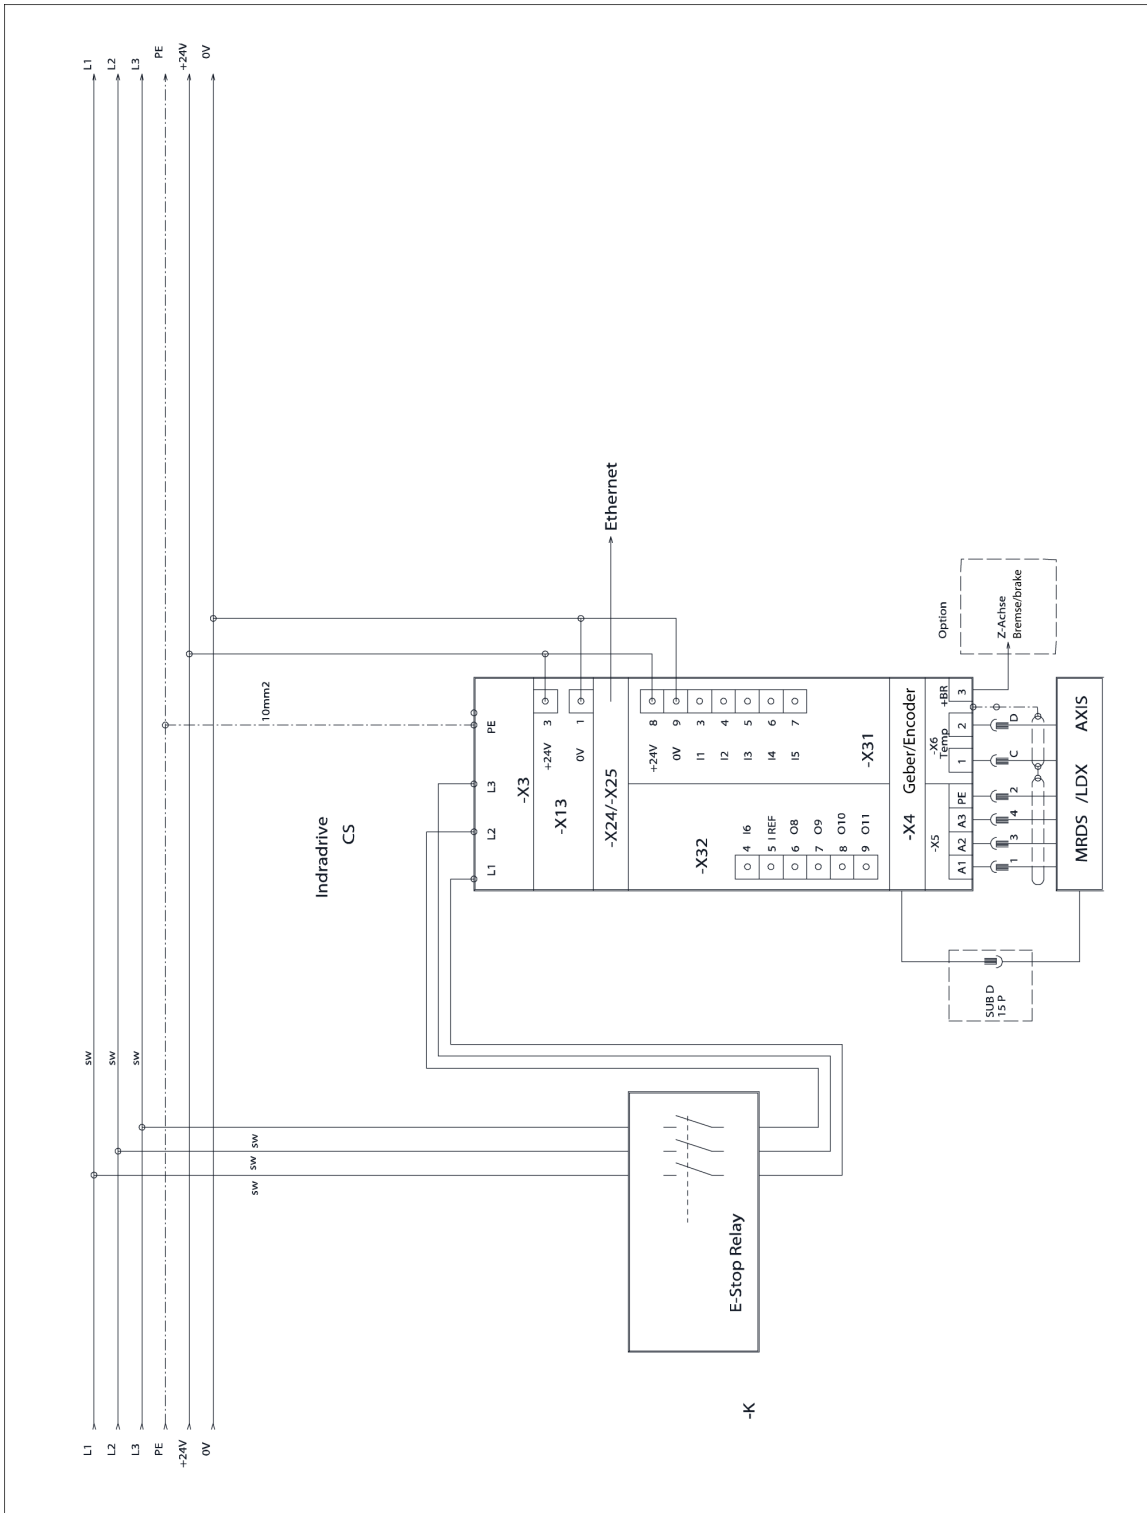 L1 sw L1
L2 sw L2
L3 sw L3
PE PE
+24V +24V
0V 0V
sw sw sw
10mm2
Indradrive
CS
L1 L2 L3 PE
-X3
+24V 3
-X13
0V 1
-X24/-X25
Ethernet
+24V 8
0V 9
I1 3
I2 4
I3 5
I4 6
I5 7
-X31
-X32
4 I6
5 I REF
6 O8
7 O9
8 O10
9 O11
E-Stop Relay
-K
-X4 Geber/Encoder
-X5
-X6
Temp
+BR
A1 A2 A3 PE 1 2 3
Option
Z-Achse
Bremse/brake
1 3 4 2 C D
SUB D
15 P
MRDS /LDX AXIS